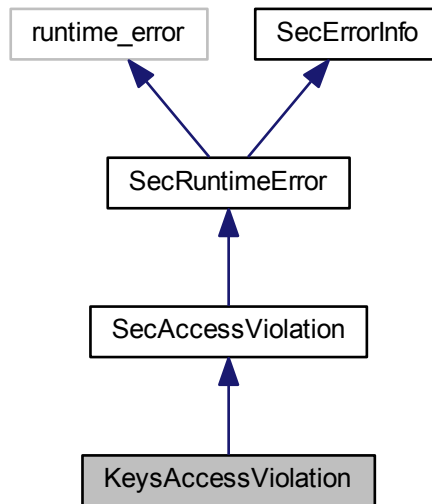 runtime_error
SecErrorInfo
SecRuntimeError
SecAccessViolation
KeysAccessViolation